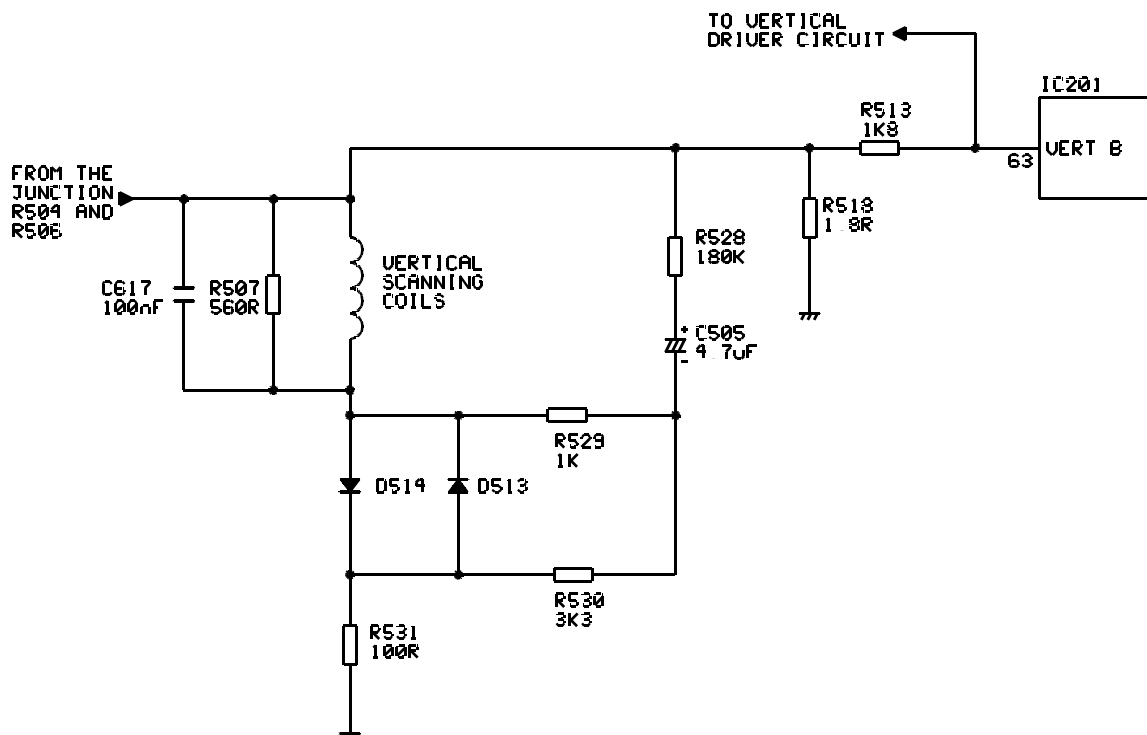 TO VERTICAL
DRIVER CIRCUIT
IC201
R513
1K8
63
VERT B
FROM THE
JUNCTION
R504 AND
R506
R518
1.8R
R528
180K
VERTICAL
SCANNING
COILS
C617
100nF
R507
560R
+
C505
4.7uF
-
R529
1K
D514
D513
R530
3K3
R531
100R